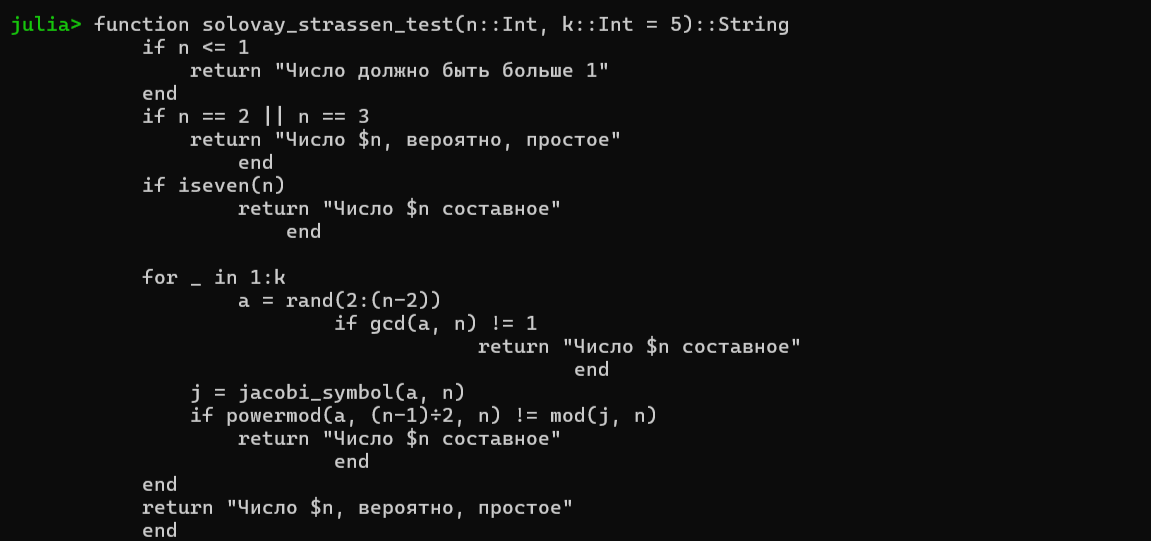 julia> function solovay_strassen_test(n::Int, k::Int = 5)::String
           if n <= 1
               return "Число должно быть больше 1"
           end
           if n == 2 || n == 3
               return "Число $n, вероятно, простое"
                   end
           if iseven(n)
                   return "Число $n составное"
                       end

           for _ in 1:k
                   a = rand(2:(n-2))
                           if gcd(a, n) != 1
                                       return "Число $n составное"
                                               end
               j = jacobi_symbol(a, n)
               if powermod(a, (n-1)÷2, n) != mod(j, n)
                   return "Число $n составное"
                           end
           end
           return "Число $n, вероятно, простое"
           end